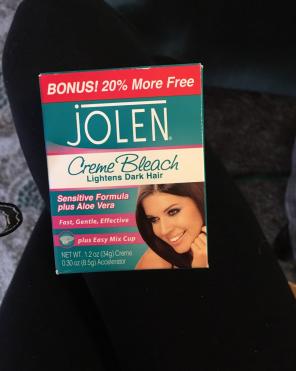 BONUS! 20% More Free
JOLEN®
Creme Bleach
Lightens Dark Hair
Sensitive Formula
plus Aloe Vera
Fast, Gentle, Effective
plus Easy Mix Cup
NET WT. 1.2 oz (34g) Creme
0.30 oz (8.5g) Accelerator